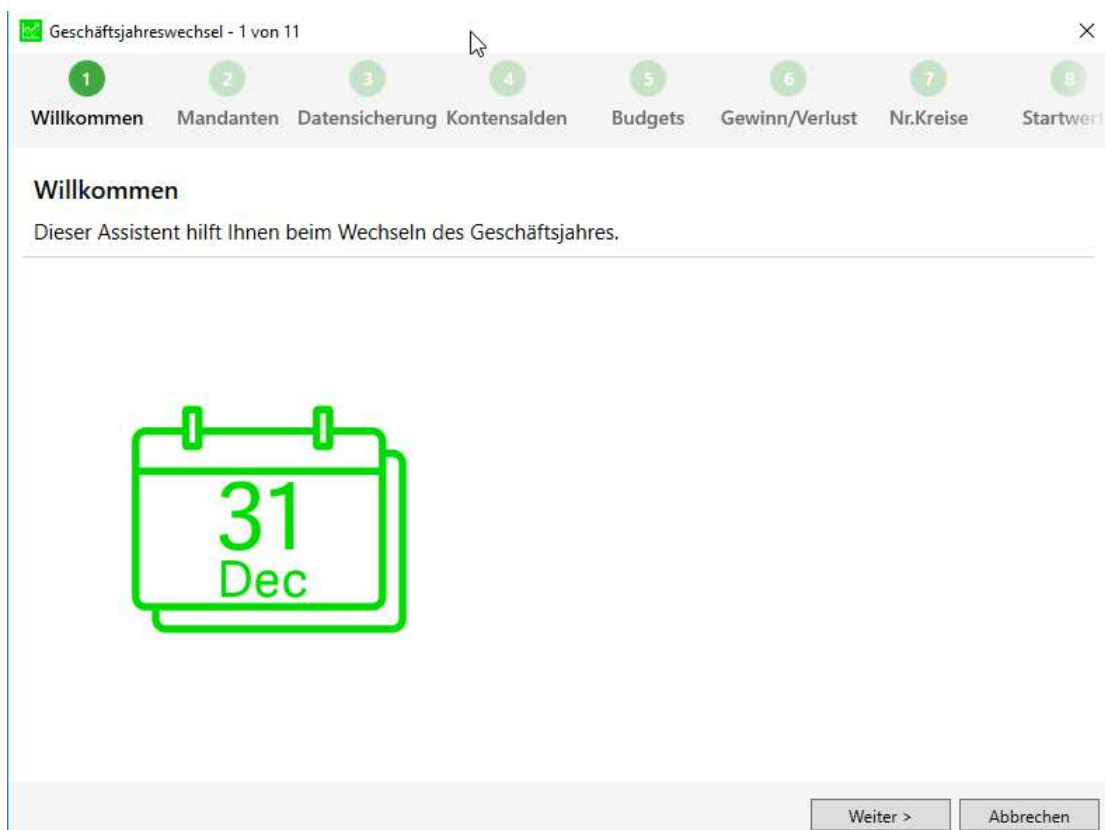 Geschäftsjahreswechsel - 1 von 11
1 2 3 4 5 6 7 8
Willkommen Mandanten Datensicherung Kontensalden Budgets Gewinn/Verlust Nr.Kreise Startwert
Willkommen
Dieser Assistent hilft Ihnen beim Wechseln des Geschäftsjahres.
31
Dec
Weiter > Abbrechen